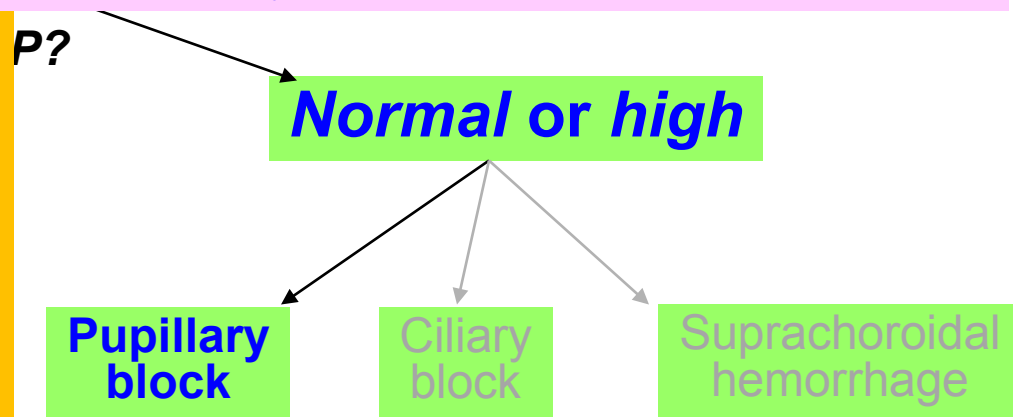 P?
Normal or high
Pupillary
block
Ciliary
block
Suprachoroidal
hemorrhage